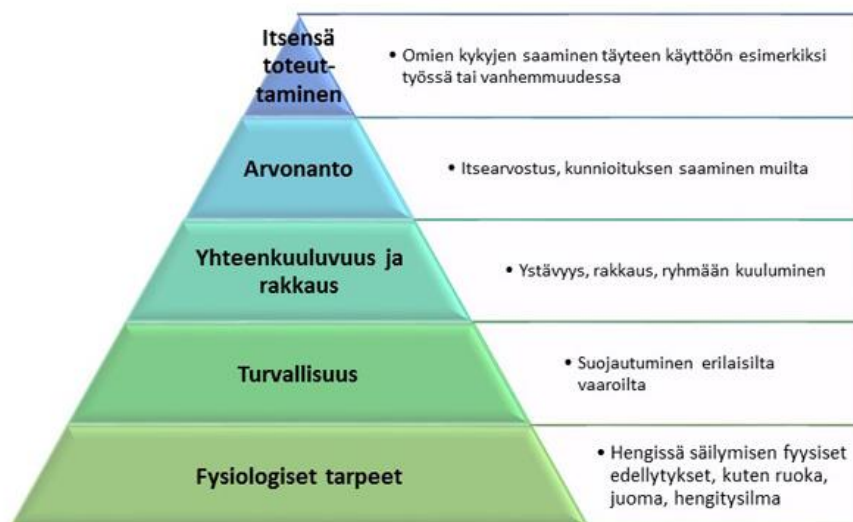 Itsensä
toteut-
taminen
• Omien kykyjen saaminen täyteen käyttöön esimerkiksi
työssä tai vanhemmuudessa
Arvonanto
• Itsearvostus, kunnioituksen saaminen muilta
Yhteenkuuluvuus ja
rakkaus
• Ystävyys, rakkaus, ryhmään kuuluminen
Turvallisuus
• Suojautuminen erilaisilta
vaaroilta
Fysiologiset tarpeet
• Hengissä säilymisen fyysiset
edellytykset, kuten ruoka,
juoma, hengitysilma